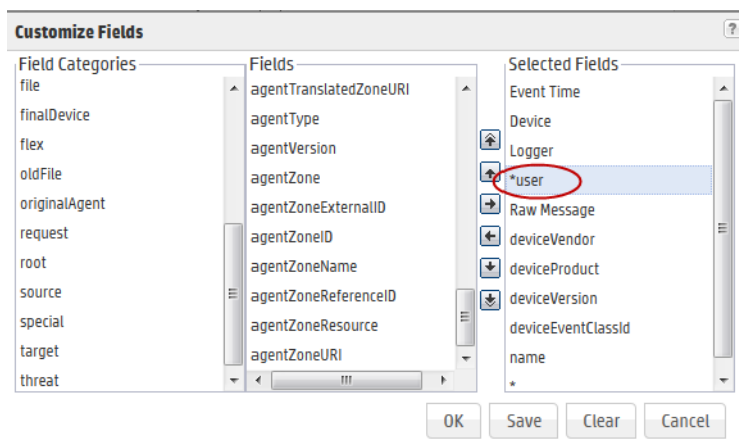 Customize Fields
?
Field Categories
file
finalDevice
flex
oldFile
originalAgent
request
root
source
special
target
threat
Fields
agentTranslatedZoneURI
agentType
agentVersion
agentZone
agentZoneExternalID
agentZoneID
agentZoneName
agentZoneReferenceID
agentZoneResource
agentZoneURI
Selected Fields
Event Time
Device
Logger
*user
Raw Message
deviceVendor
deviceProduct
deviceVersion
deviceEventClassId
name
*
OK Save Clear Cancel